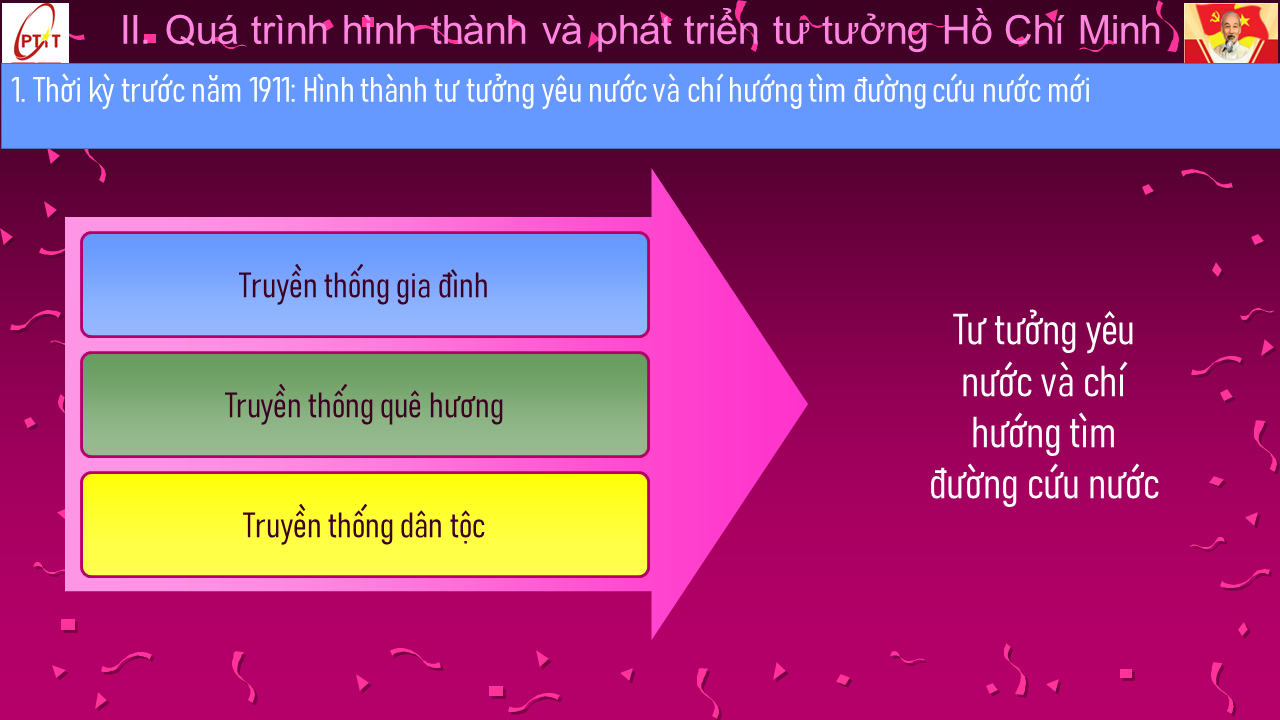 PTiT
II. Quá trình hình thành và phát triển tư tưởng Hồ Chí Minh
1. Thời kỳ trước năm 1911: Hình thành tư tưởng yêu nước và chí hướng tìm đường cứu nước mới
Truyền thống gia đình
Truyền thống quê hương
Truyền thống dân tộc
Tư tưởng yêu
nước và chí
hướng tìm
đường cứu nước